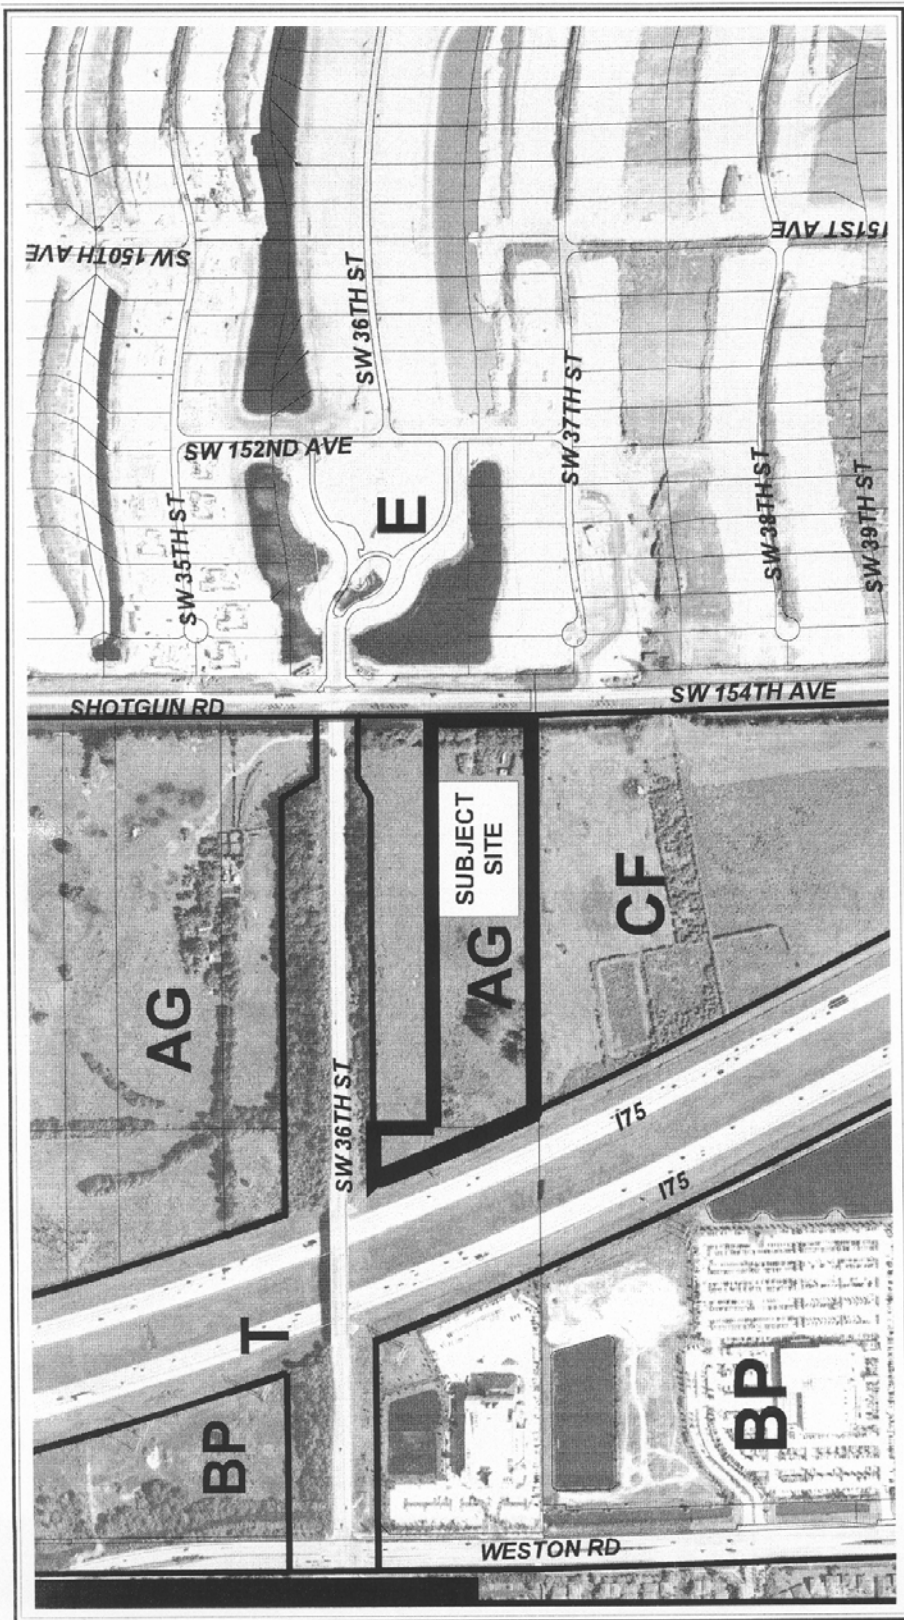 SW 150TH AVE
151ST AVE
SW 36TH ST
SW 152ND AVE
SW 37TH ST
E
SW 35TH ST
SW 38TH ST
SW 39TH ST
SHOTGUN RD
SW 154TH AVE
SUBJECT
SITE
AG
CF
AG
SW 36TH ST
I75
I75
T
BP
BP
WESTON RD